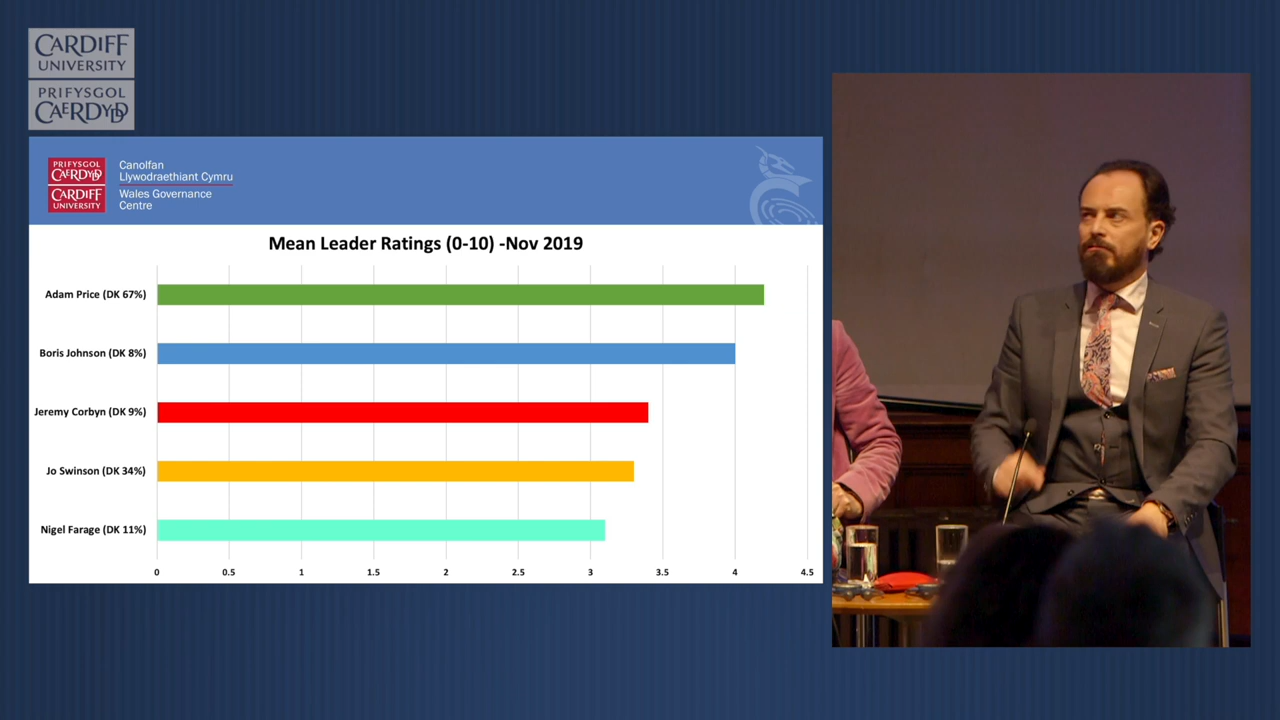 CARDIFF
UNIVERSITY
PRIFYSGOL
CAERDYDD
PRIFYSGOL
CAERDYDD
CARDIFF
UNIVERSITY
Canolfan
Llywodraethiant Cymru
Wales Governance
Centre
Mean Leader Ratings (0-10) -Nov 2019
Adam Price (DK 67%)
Boris Johnson (DK 8%)
Jeremy Corbyn (DK 9%)
Jo Swinson (DK 34%)
Nigel Farage (DK 11%)
0 0.5 1 1.5 2 2.5 3 3.5 4 4.5